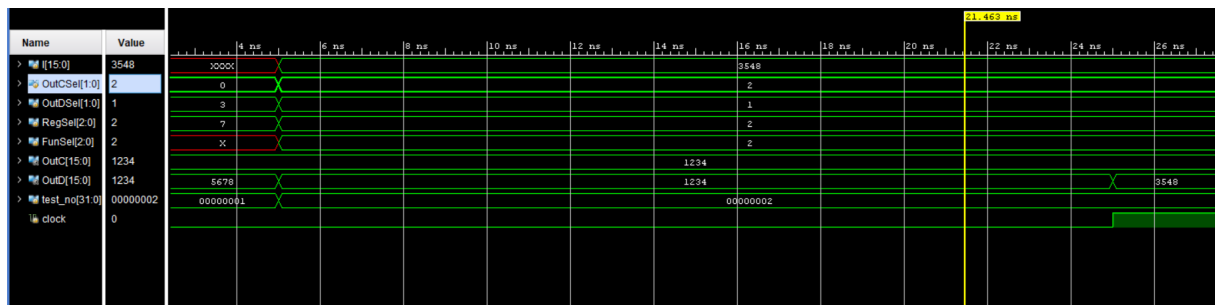 21.463 ns
Name Value 4 ns 6 ns 8 ns 10 ns 12 ns 14 ns 16 ns 18 ns 20 ns 22 ns 24 ns 26 ns
I[15:0] 3548 XXXX 3548
OutCSel[1:0] 2 0 2
OutDSel[1:0] 1 3 1
RegSel[2:0] 2 7 2
FunSel[2:0] 2 X 2
OutC[15:0] 1234 1234
OutD[15:0] 1234 5678 1234 3548
test_no[31:0] 00000002 00000001 00000002
clock 0